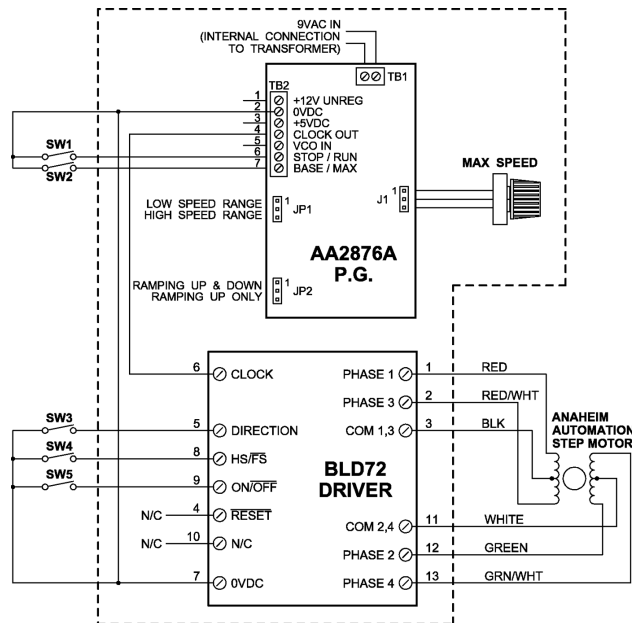 9VAC IN
(INTERNAL CONNECTION
TO TRANSFORMER)
TB1
TB2
1 +12V UNREG
2 0VDC
3 +5VDC
4 CLOCK OUT
5 VCO IN
6 STOP / RUN
7 BASE / MAX
SW1
SW2
MAX SPEED
J1 1
LOW SPEED RANGE
HIGH SPEED RANGE
1
JP1
AA2876A
P.G.
RAMPING UP & DOWN
RAMPING UP ONLY
1
JP2
6 CLOCK
PHASE 1 1 RED
PHASE 3 2 RED/WHT
SW3
5 DIRECTION
COM 1,3 3 BLK
ANAHEIM
AUTOMATION
STEP MOTOR
SW4
8 HS/FS
SW5
9 ON/OFF
BLD72
DRIVER
N/C 4 RESET
N/C 10 N/C
COM 2,4 11 WHITE
PHASE 2 12 GREEN
7 0VDC
PHASE 4 13 GRN/WHT